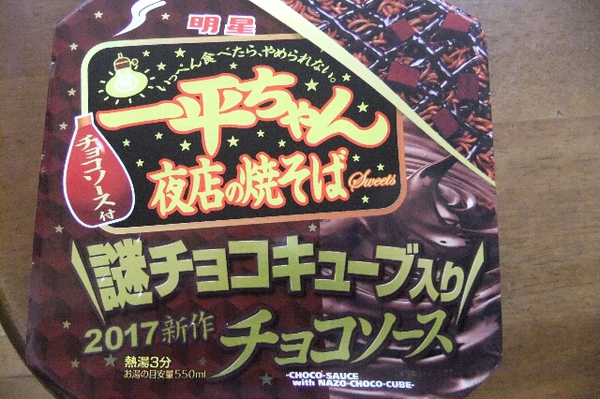 明星
いっぺん食べたら、やめられない。
一平ちゃん
夜店の焼そば
Sweets
チョコソース付
謎チョコキューブ入り
2017新作
チョコソース
熱湯3分
お湯の目安量550ml
-CHOCO-SAUCE
with NAZO-CHOCO-CUBE-